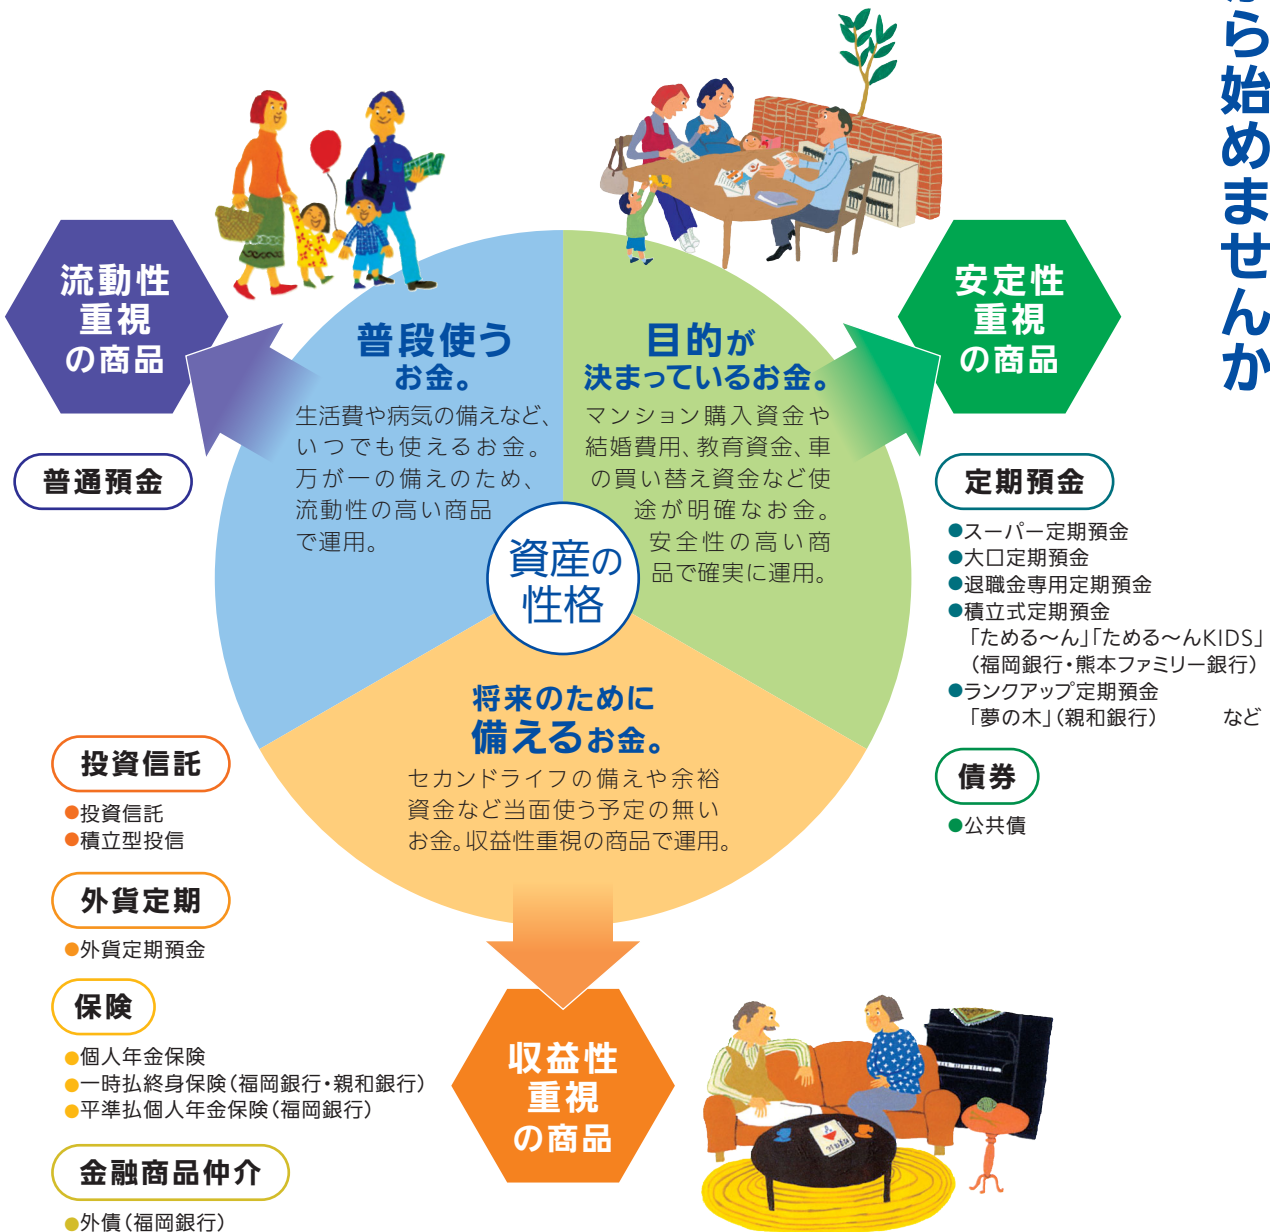 ら始めませんか
流動性
重視
の商品
普通預金
普段使う
お金。
生活費や病気の備えなど、
いつでも使えるお金。
万が一の備えのため、
流動性の高い商品
で運用。
目的が
決まっているお金。
マンション購入資金や
結婚費用、教育資金、車
の買い替え資金など使
途が明確なお金。
安全性の高い商
品で確実に運用。
資産の
性格
安定性
重視
の商品
定期預金
●スーパー定期預金
●大口定期預金
●退職金専用定期預金
●積立式定期預金
「ためる〜ん」「ためる〜んKIDS」
（福岡銀行・熊本ファミリー銀行）
●ランクアップ定期預金
「夢の木」（親和銀行） など
債券
●公共債
将来のために
備えるお金。
セカンドライフの備えや余裕
資金など当面使う予定の無い
お金。収益性重視の商品で運用。
収益性
重視
の商品
投資信託
●投資信託
●積立型投信
外貨定期
●外貨定期預金
保険
●個人年金保険
●一時払終身保険（福岡銀行・親和銀行）
●平準払個人年金保険（福岡銀行）
金融商品仲介
●外債（福岡銀行）